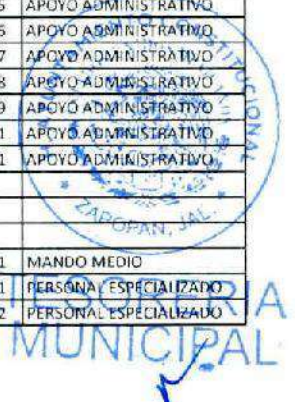 5 APOYO ADMINISTRATIVO
APOYO ADMINISTRATIVO
7 APOYO ADMINISTRATIVO
8 APOYO ADMINISTRATIVO
9 APOYO ADMINISTRATIVO
1 APOYO ADMINISTRATIVO
1 APOYO ADMINISTRATIVO
ZAPOPAN, JAL.
1 MANDO MEDIO
1 PERSONAL ESPECIALIZADO
2 PERSONAL ESPECIALIZADO
TESORERIA
MUNICIPAL